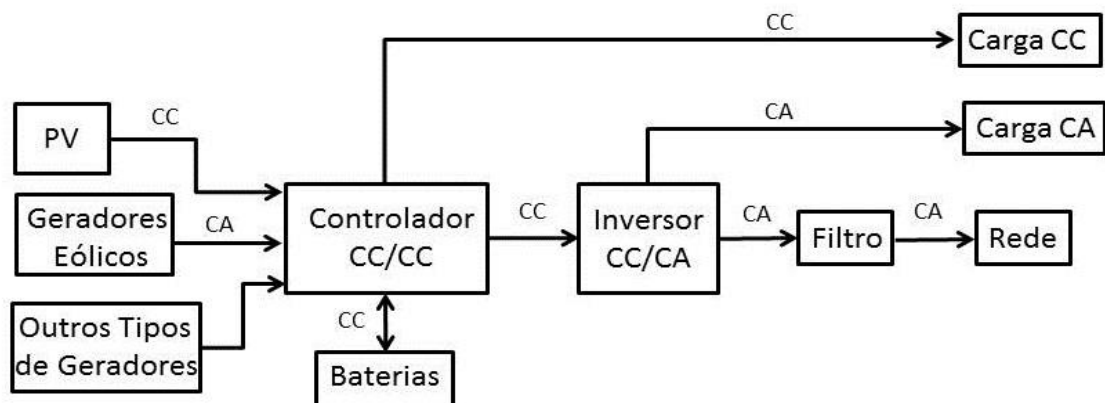 CC
Carga CC
CA
Carga CA
CC
PV
Geradores
Eólicos
CA
Controlador
CC/CC
CC
Inversor
CC/CA
CA
Filtro
CA
Rede
Outros Tipos
de Geradores
CC
Baterias